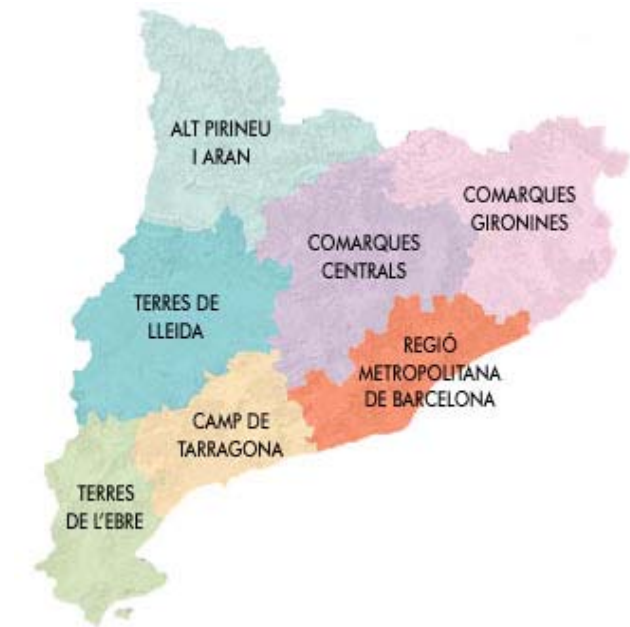 ALT PIRINEU
I ARAN
COMARQUES
GIRONINES
COMARQUES
CENTRALS
TERRES DE
LLEIDA
REGIÓ
METROPOLITANA
DE BARCELONA
CAMP DE
TARRAGONA
TERRES
DE L'EBRE